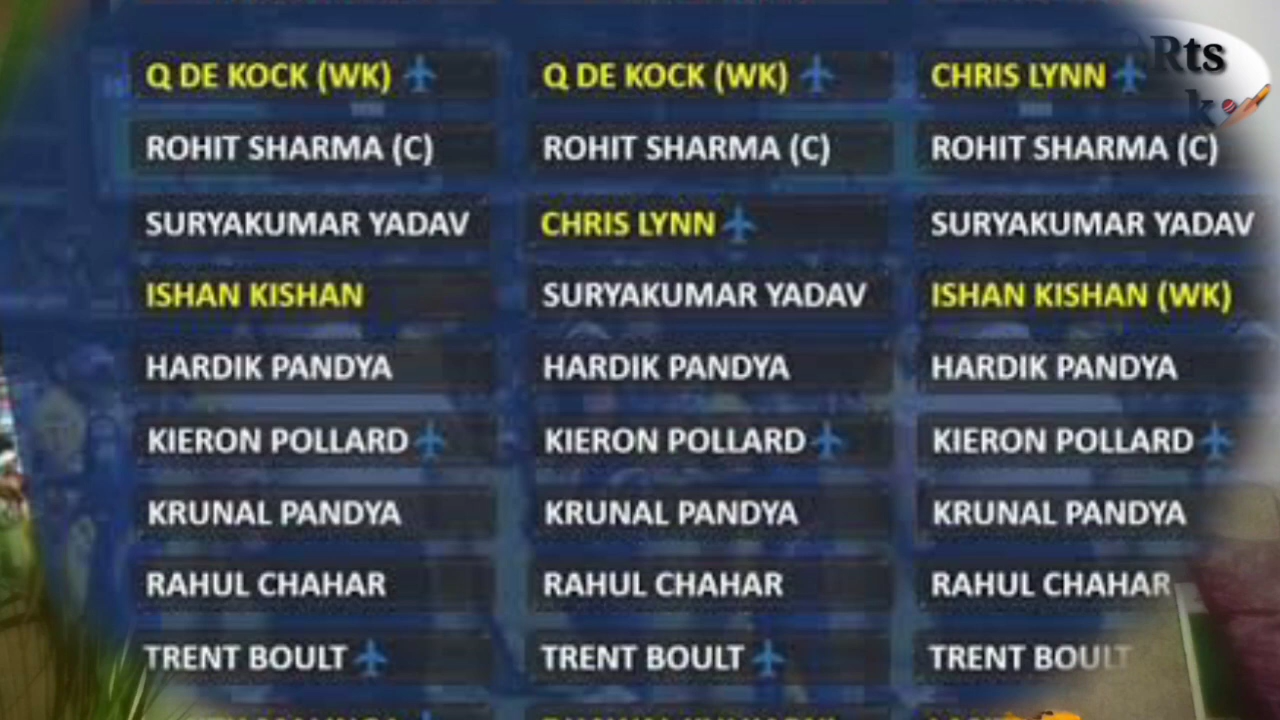 Rts
k
Q DE KOCK (WK)
ROHIT SHARMA (C)
SURYAKUMAR YADAV
ISHAN KISHAN
HARDIK PANDYA
KIERON POLLARD
KRUNAL PANDYA
RAHUL CHAHAR
TRENT BOULT
Q DE KOCK (WK)
ROHIT SHARMA (C)
CHRIS LYNN
SURYAKUMAR YADAV
HARDIK PANDYA
KIERON POLLARD
KRUNAL PANDYA
RAHUL CHAHAR
TRENT BOULT
CHRIS LYNN
ROHIT SHARMA (C)
SURYAKUMAR YADAV
ISHAN KISHAN (WK)
HARDIK PANDYA
KIERON POLLARD
KRUNAL PANDYA
RAHUL CHAHAR
TRENT BOULT